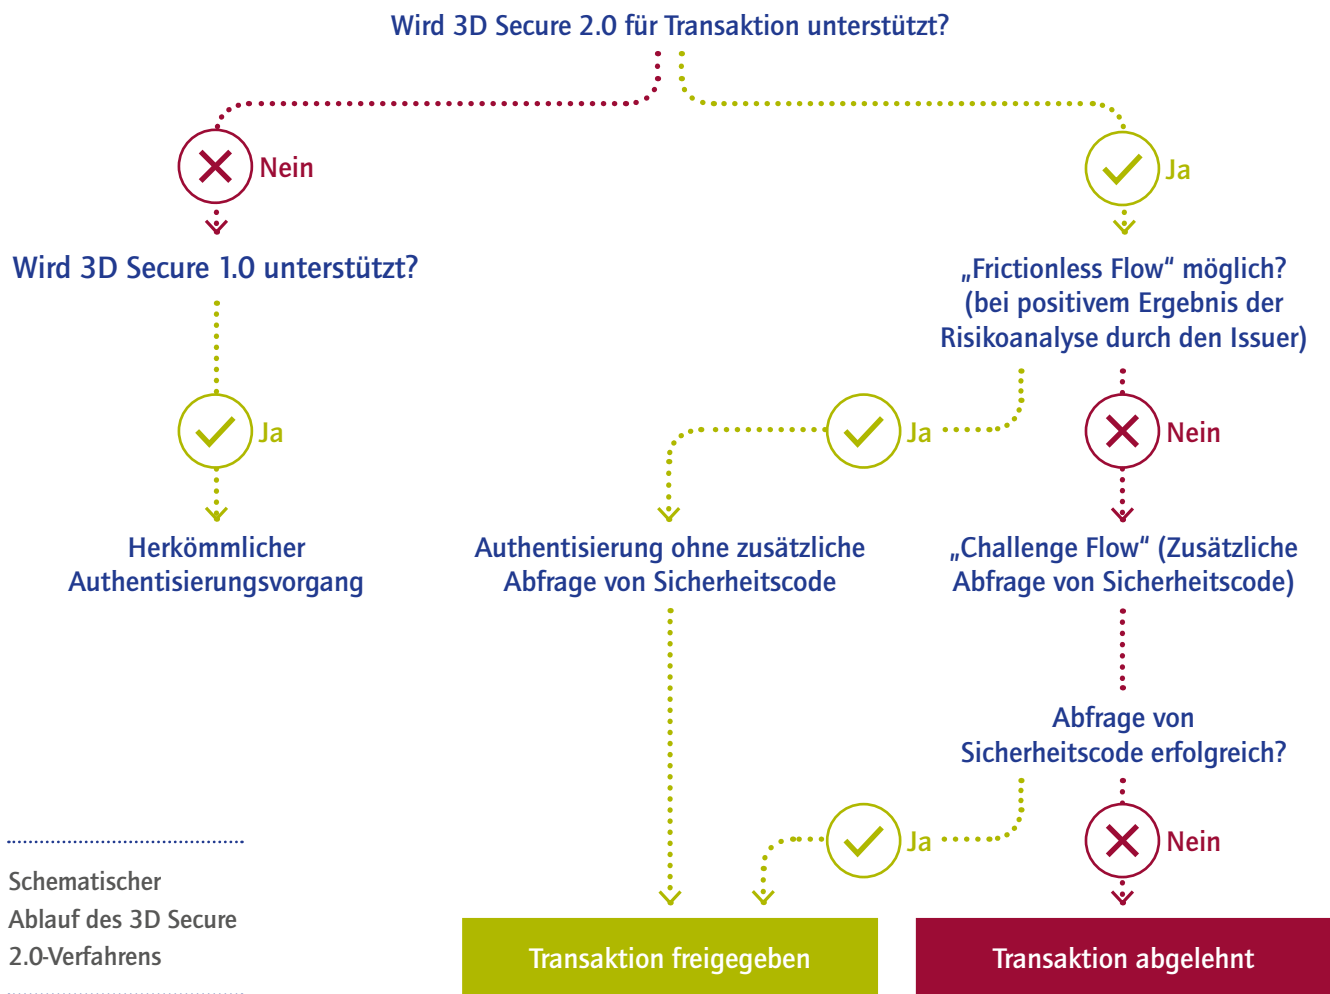 Wird 3D Secure 2.0 für Transaktion unterstützt?
Nein
Ja
Wird 3D Secure 1.0 unterstützt?
„Frictionless Flow“ möglich?
(bei positivem Ergebnis der
Risikoanalyse durch den Issuer)
Ja
Ja
Nein
Herkömmlicher
Authentisierungsvorgang
Authentisierung ohne zusätzliche
Abfrage von Sicherheitscode
„Challenge Flow“ (Zusätzliche
Abfrage von Sicherheitscode)
Abfrage von
Sicherheitscode erfolgreich?
Ja
Nein
Schematischer
Ablauf des 3D Secure
2.0-Verfahrens
Transaktion freigegeben
Transaktion abgelehnt